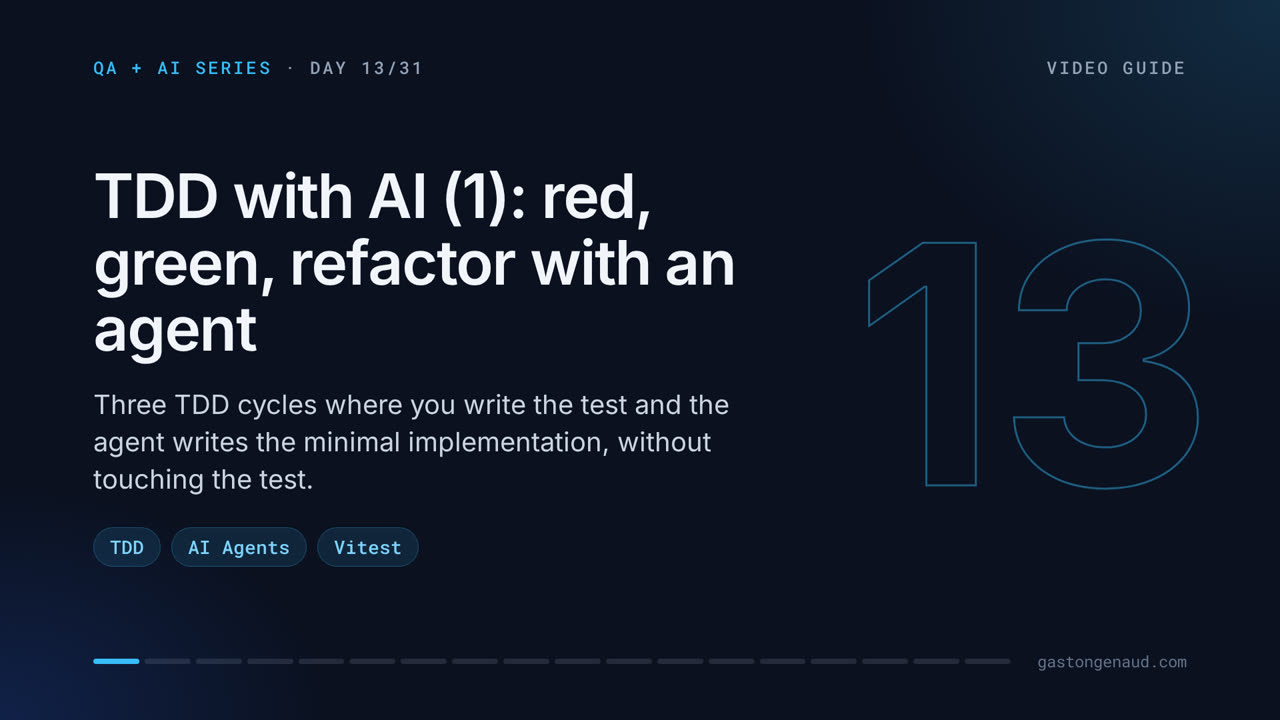 QA + AI SERIES · DAY 13/31
VIDEO GUIDE
TDD with AI (1): red,
green, refactor with an
agent
13
Three TDD cycles where you write the test and the
agent writes the minimal implementation, without
touching the test.
TDD
AI Agents
Vitest
gastongenaud.com